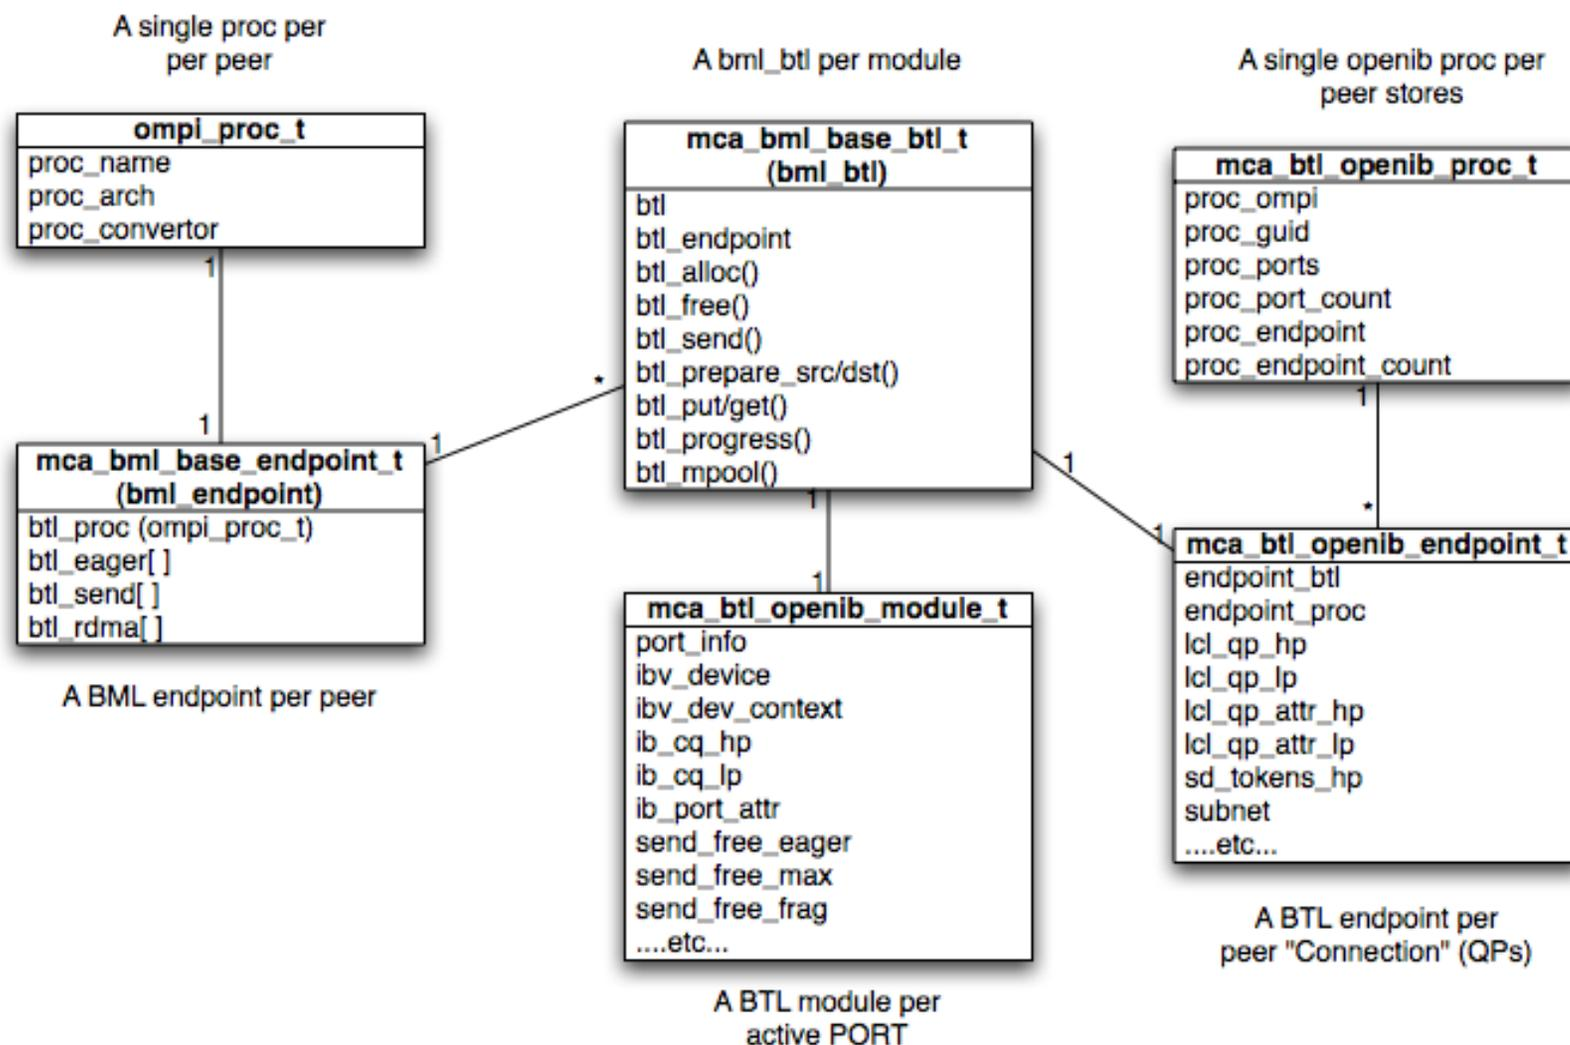 A single proc per
per peer
ompi_proc_t
proc_name
proc_arch
proc_convertor
1
1
mca_bml_base_endpoint_t
(bml_endpoint)
btl_proc (ompi_proc_t)
btl_eager[ ]
btl_send[ ]
btl_rdma[ ]
A BML endpoint per peer
1
*
A bml_btl per module
mca_bml_base_btl_t
(bml_btl)
btl
btl_endpoint
btl_alloc()
btl_free()
btl_send()
btl_prepare_src/dst()
btl_put/get()
btl_progress()
btl_mpool()
1
1
mca_btl_openib_module_t
port_info
ibv_device
ibv_dev_context
ib_cq_hp
ib_cq_lp
ib_port_attr
send_free_eager
send_free_max
send_free_frag
....etc...
A BTL module per
active PORT
1
1
A single openib proc per
peer stores
mca_btl_openib_proc_t
proc_ompi
proc_guid
proc_ports
proc_port_count
proc_endpoint
proc_endpoint_count
1
*
mca_btl_openib_endpoint_t
endpoint_btl
endpoint_proc
lcl_qp_hp
lcl_qp_lp
lcl_qp_attr_hp
lcl_qp_attr_lp
sd_tokens_hp
subnet
....etc...
A BTL endpoint per
peer "Connection" (QPs)